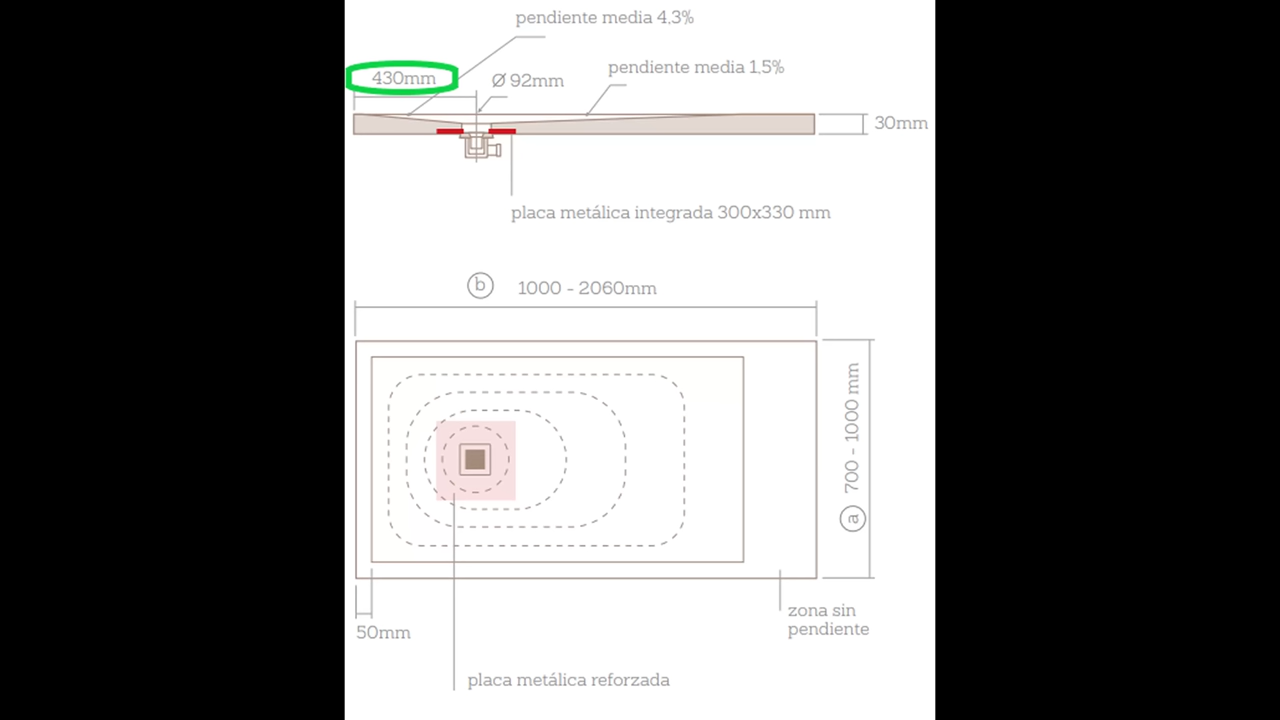 pendiente media 4,3%
pendiente media 1,5%
430mm
Ø 92mm
30mm
placa metálica integrada 300x330 mm
b 1000 - 2060mm
a 700 - 1000 mm
zona sin
pendiente
50mm
placa metálica reforzada